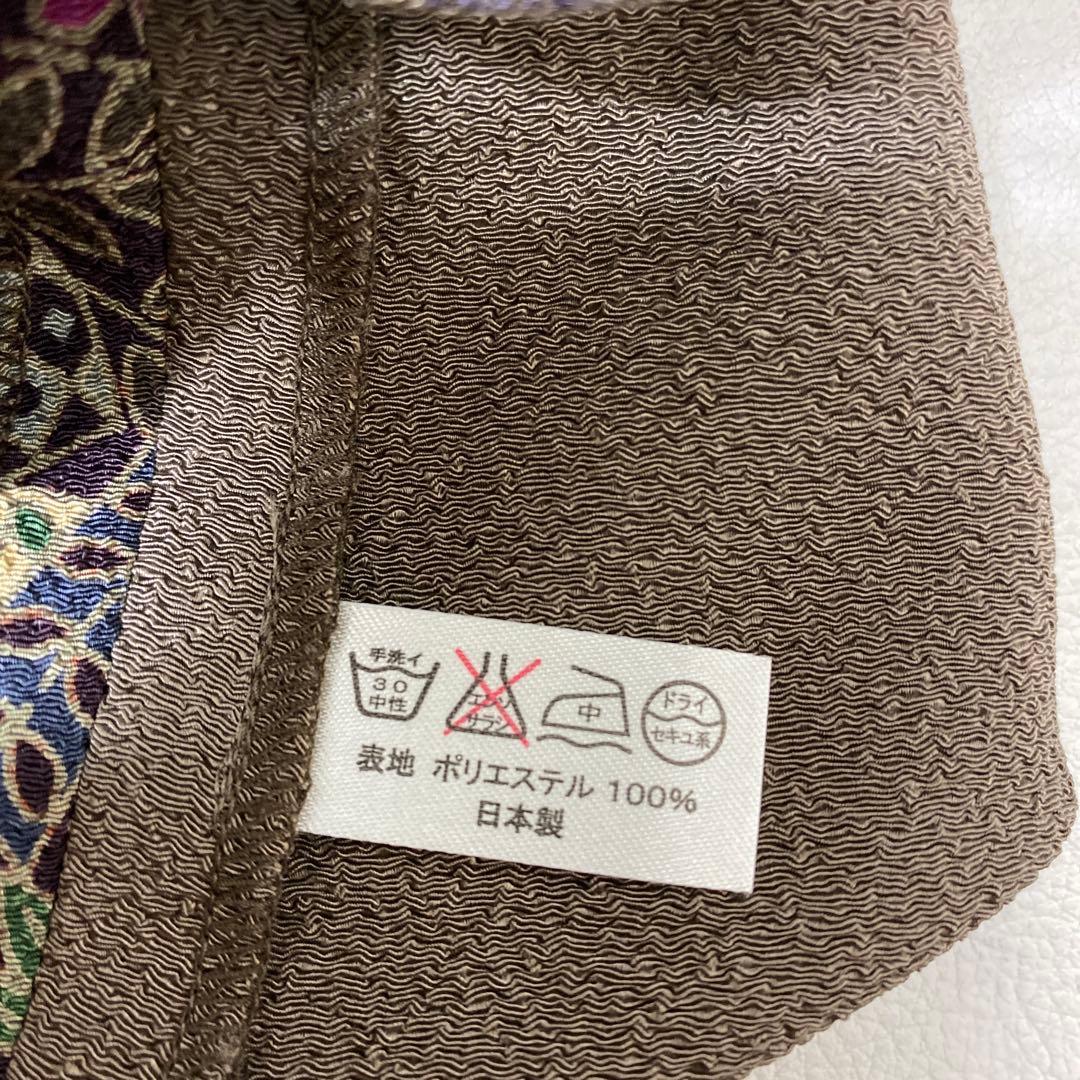 手洗イ
30
中性
エンソ
サラシ
中
ドライ
セキユ系
表地 ポリエステル 100%
日本製